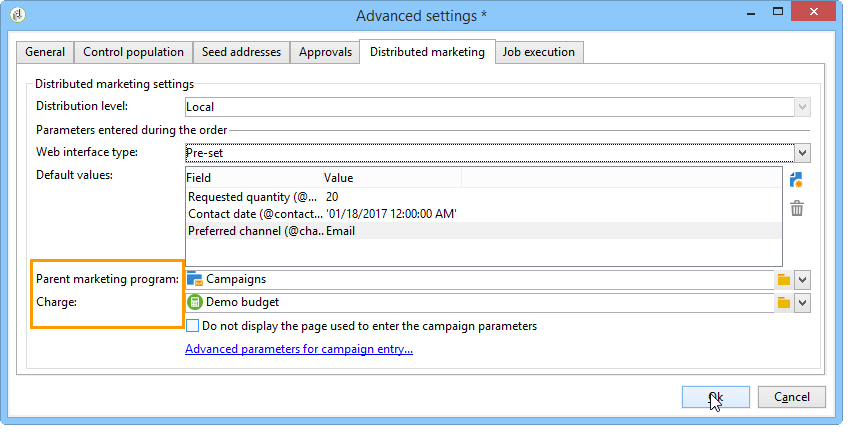 Advanced settings *
General Control population Seed addresses Approvals Distributed marketing Job execution
Distributed marketing settings
Distribution level: Local
Parameters entered during the order
Web interface type: Pre-set
Default values: Field Value
Requested quantity (@... 20
Contact date (@contact... '01/18/2017 12:00:00 AM'
Preferred channel (@cha... Email
Parent marketing program: Campaigns
Charge: Demo budget
Do not display the page used to enter the campaign parameters
Advanced parameters for campaign entry...
Ok Cancel